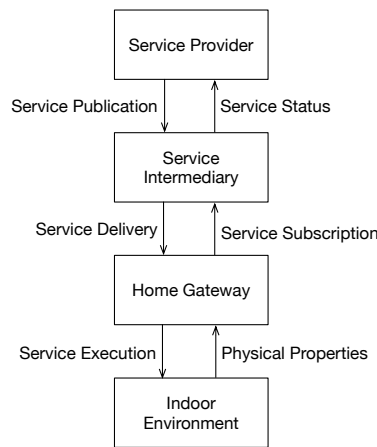 Service Provider
Service Publication
Service Status
Service
Intermediary
Service Delivery
Service Subscription
Home Gateway
Service Execution
Physical Properties
Indoor
Environment